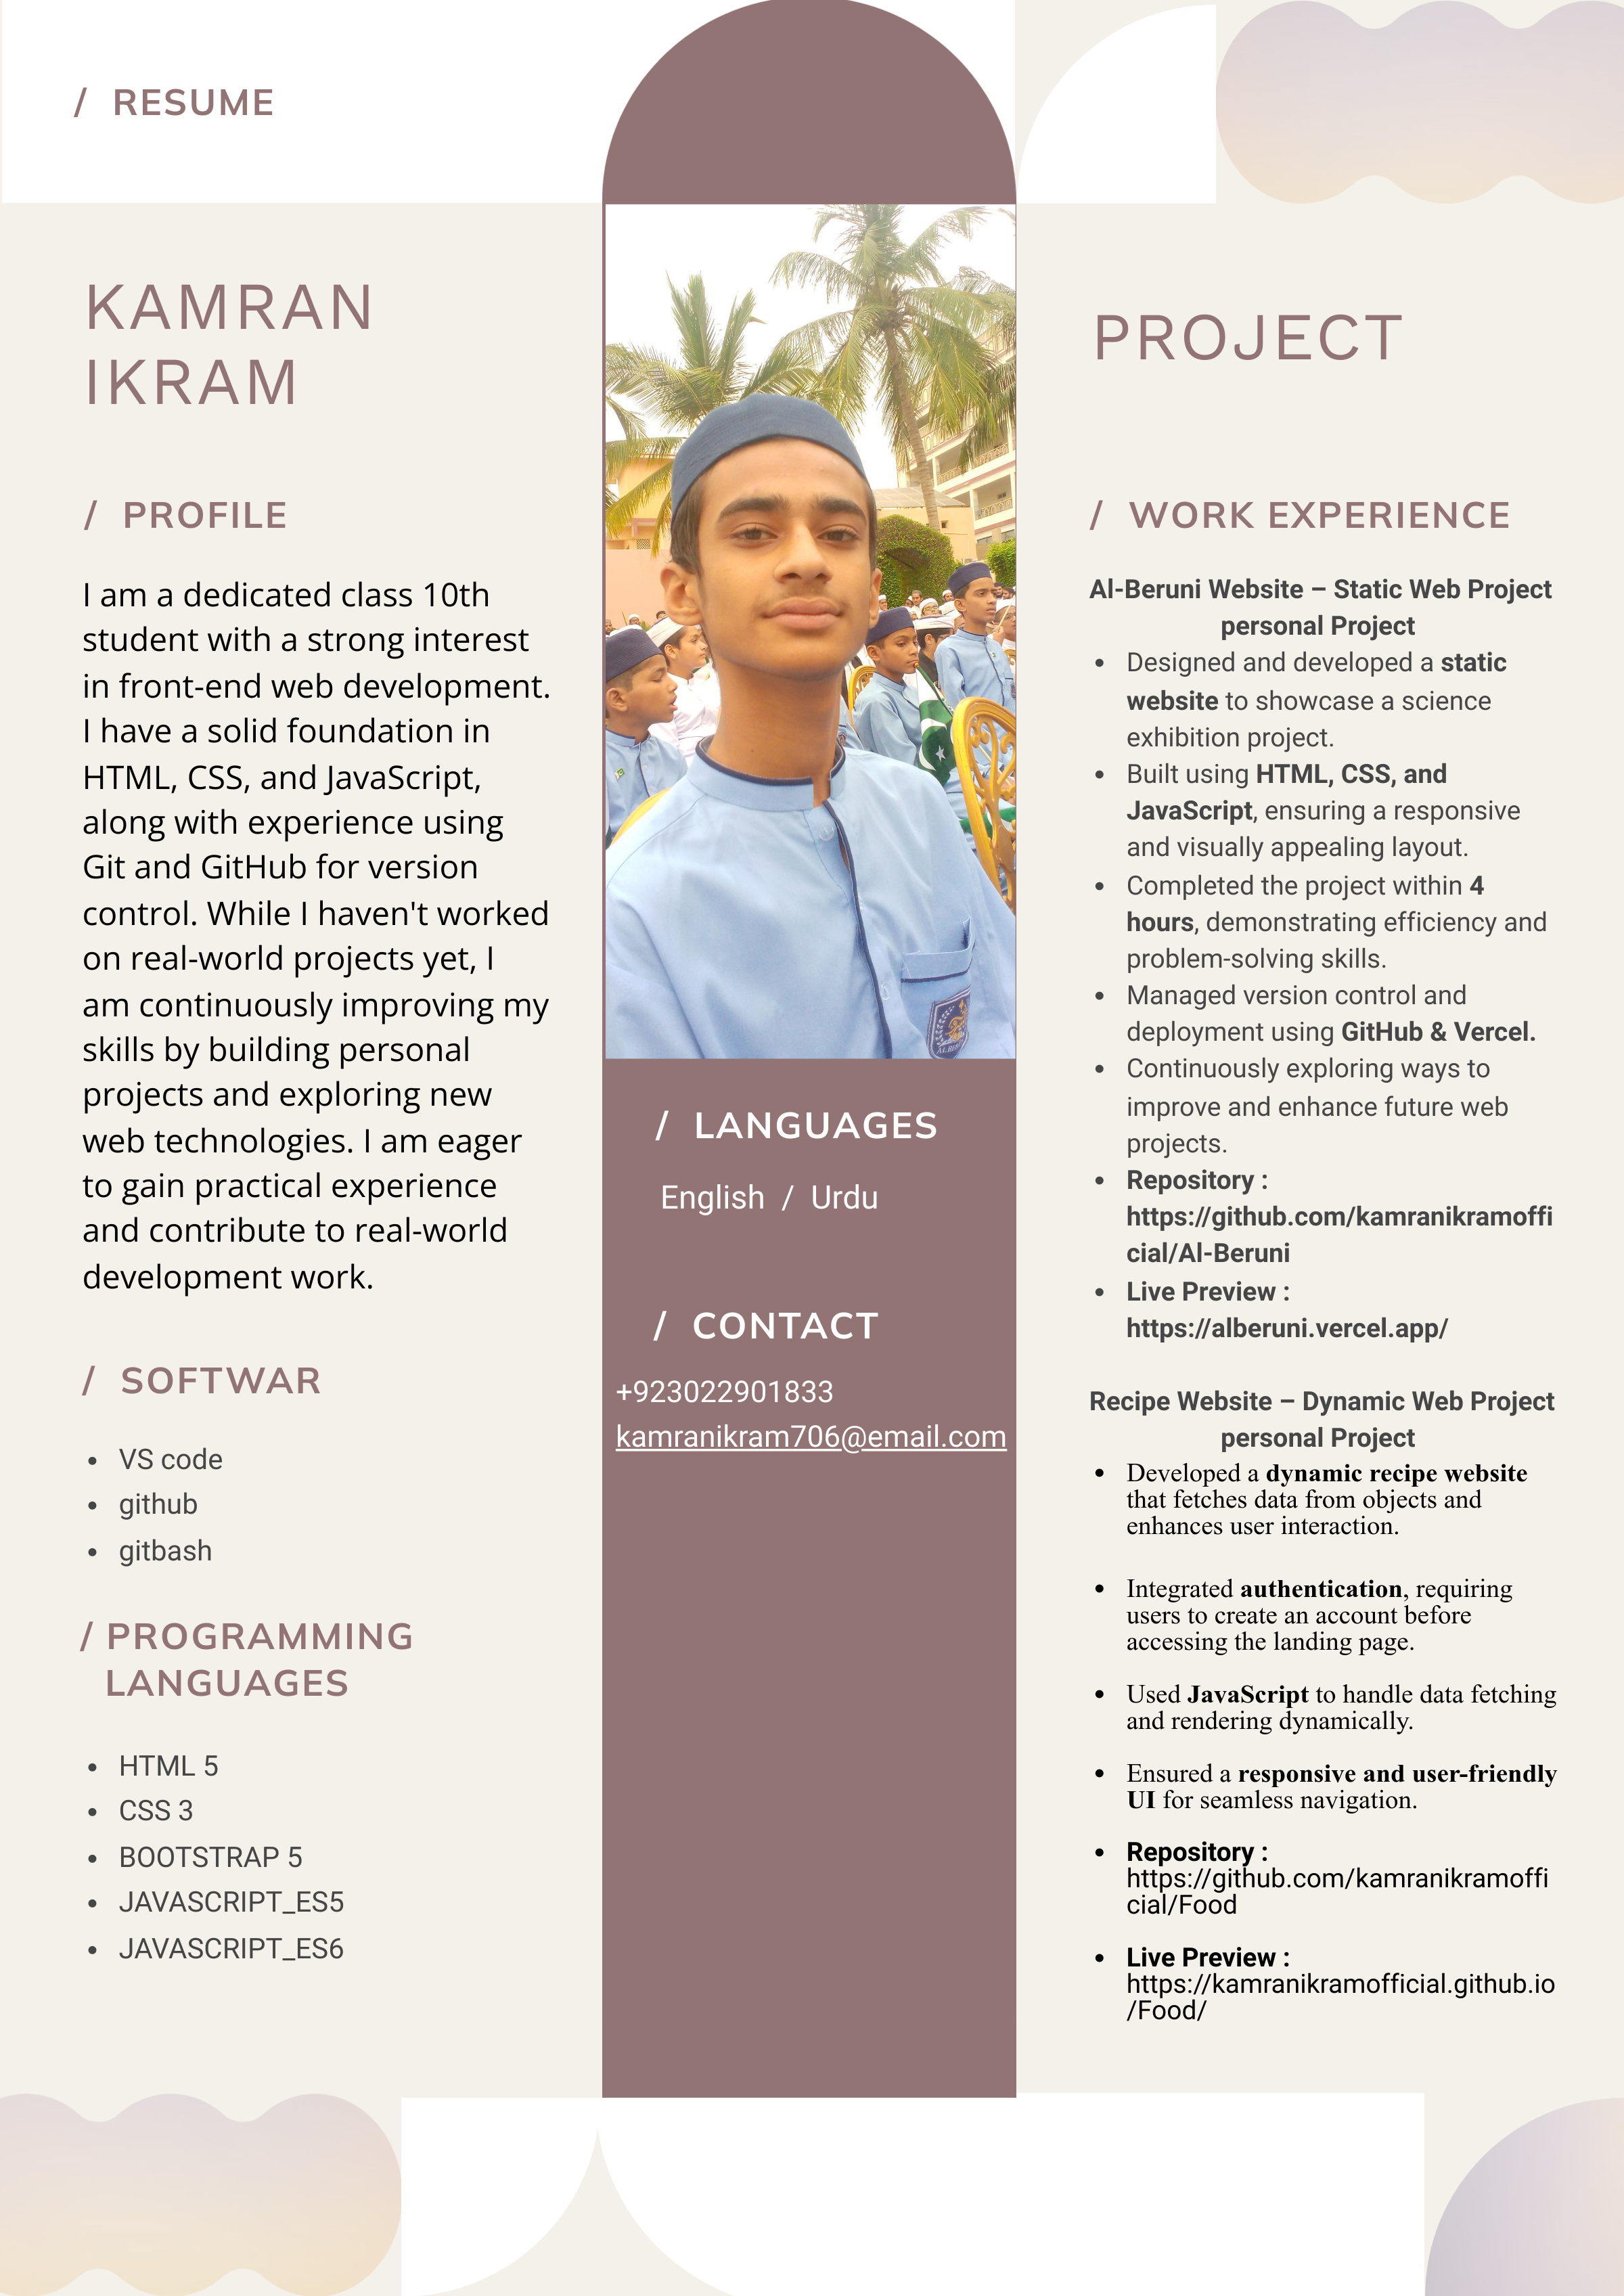 / RESUME
KAMRAN
IKRAM
/ PROFILE
I am a dedicated class 10th
student with a strong interest
in front-end web development.
I have a solid foundation in
HTML, CSS, and JavaScript,
along with experience using
Git and GitHub for version
control. While I haven't worked
on real-world projects yet, I
am continuously improving my
skills by building personal
projects and exploring new
web technologies. I am eager
to gain practical experience
and contribute to real-world
development work.
/ SOFTWAR
• VS code
• github
• gitbash
/ PROGRAMMING
LANGUAGES
• HTML 5
• CSS 3
• BOOTSTRAP 5
• JAVASCRIPT_ES5
• JAVASCRIPT_ES6
/ LANGUAGES
English / Urdu
/ CONTACT
+923022901833
kamranikram706@email.com
PROJECT
/ WORK EXPERIENCE
Al-Beruni Website – Static Web Project
personal Project
• Designed and developed a static
website to showcase a science
exhibition project.
• Built using HTML, CSS, and
JavaScript, ensuring a responsive
and visually appealing layout.
• Completed the project within 4
hours, demonstrating efficiency and
problem-solving skills.
• Managed version control and
deployment using GitHub & Vercel.
• Continuously exploring ways to
improve and enhance future web
projects.
• Repository :
https://github.com/kamranikramoffi
cial/Al-Beruni
• Live Preview :
https://alberuni.vercel.app/
Recipe Website – Dynamic Web Project
personal Project
• Developed a dynamic recipe website
that fetches data from objects and
enhances user interaction.
• Integrated authentication, requiring
users to create an account before
accessing the landing page.
• Used JavaScript to handle data fetching
and rendering dynamically.
• Ensured a responsive and user-friendly
UI for seamless navigation.
• Repository :
https://github.com/kamranikramoffi
cial/Food
• Live Preview :
https://kamranikramofficial.github.io
/Food/